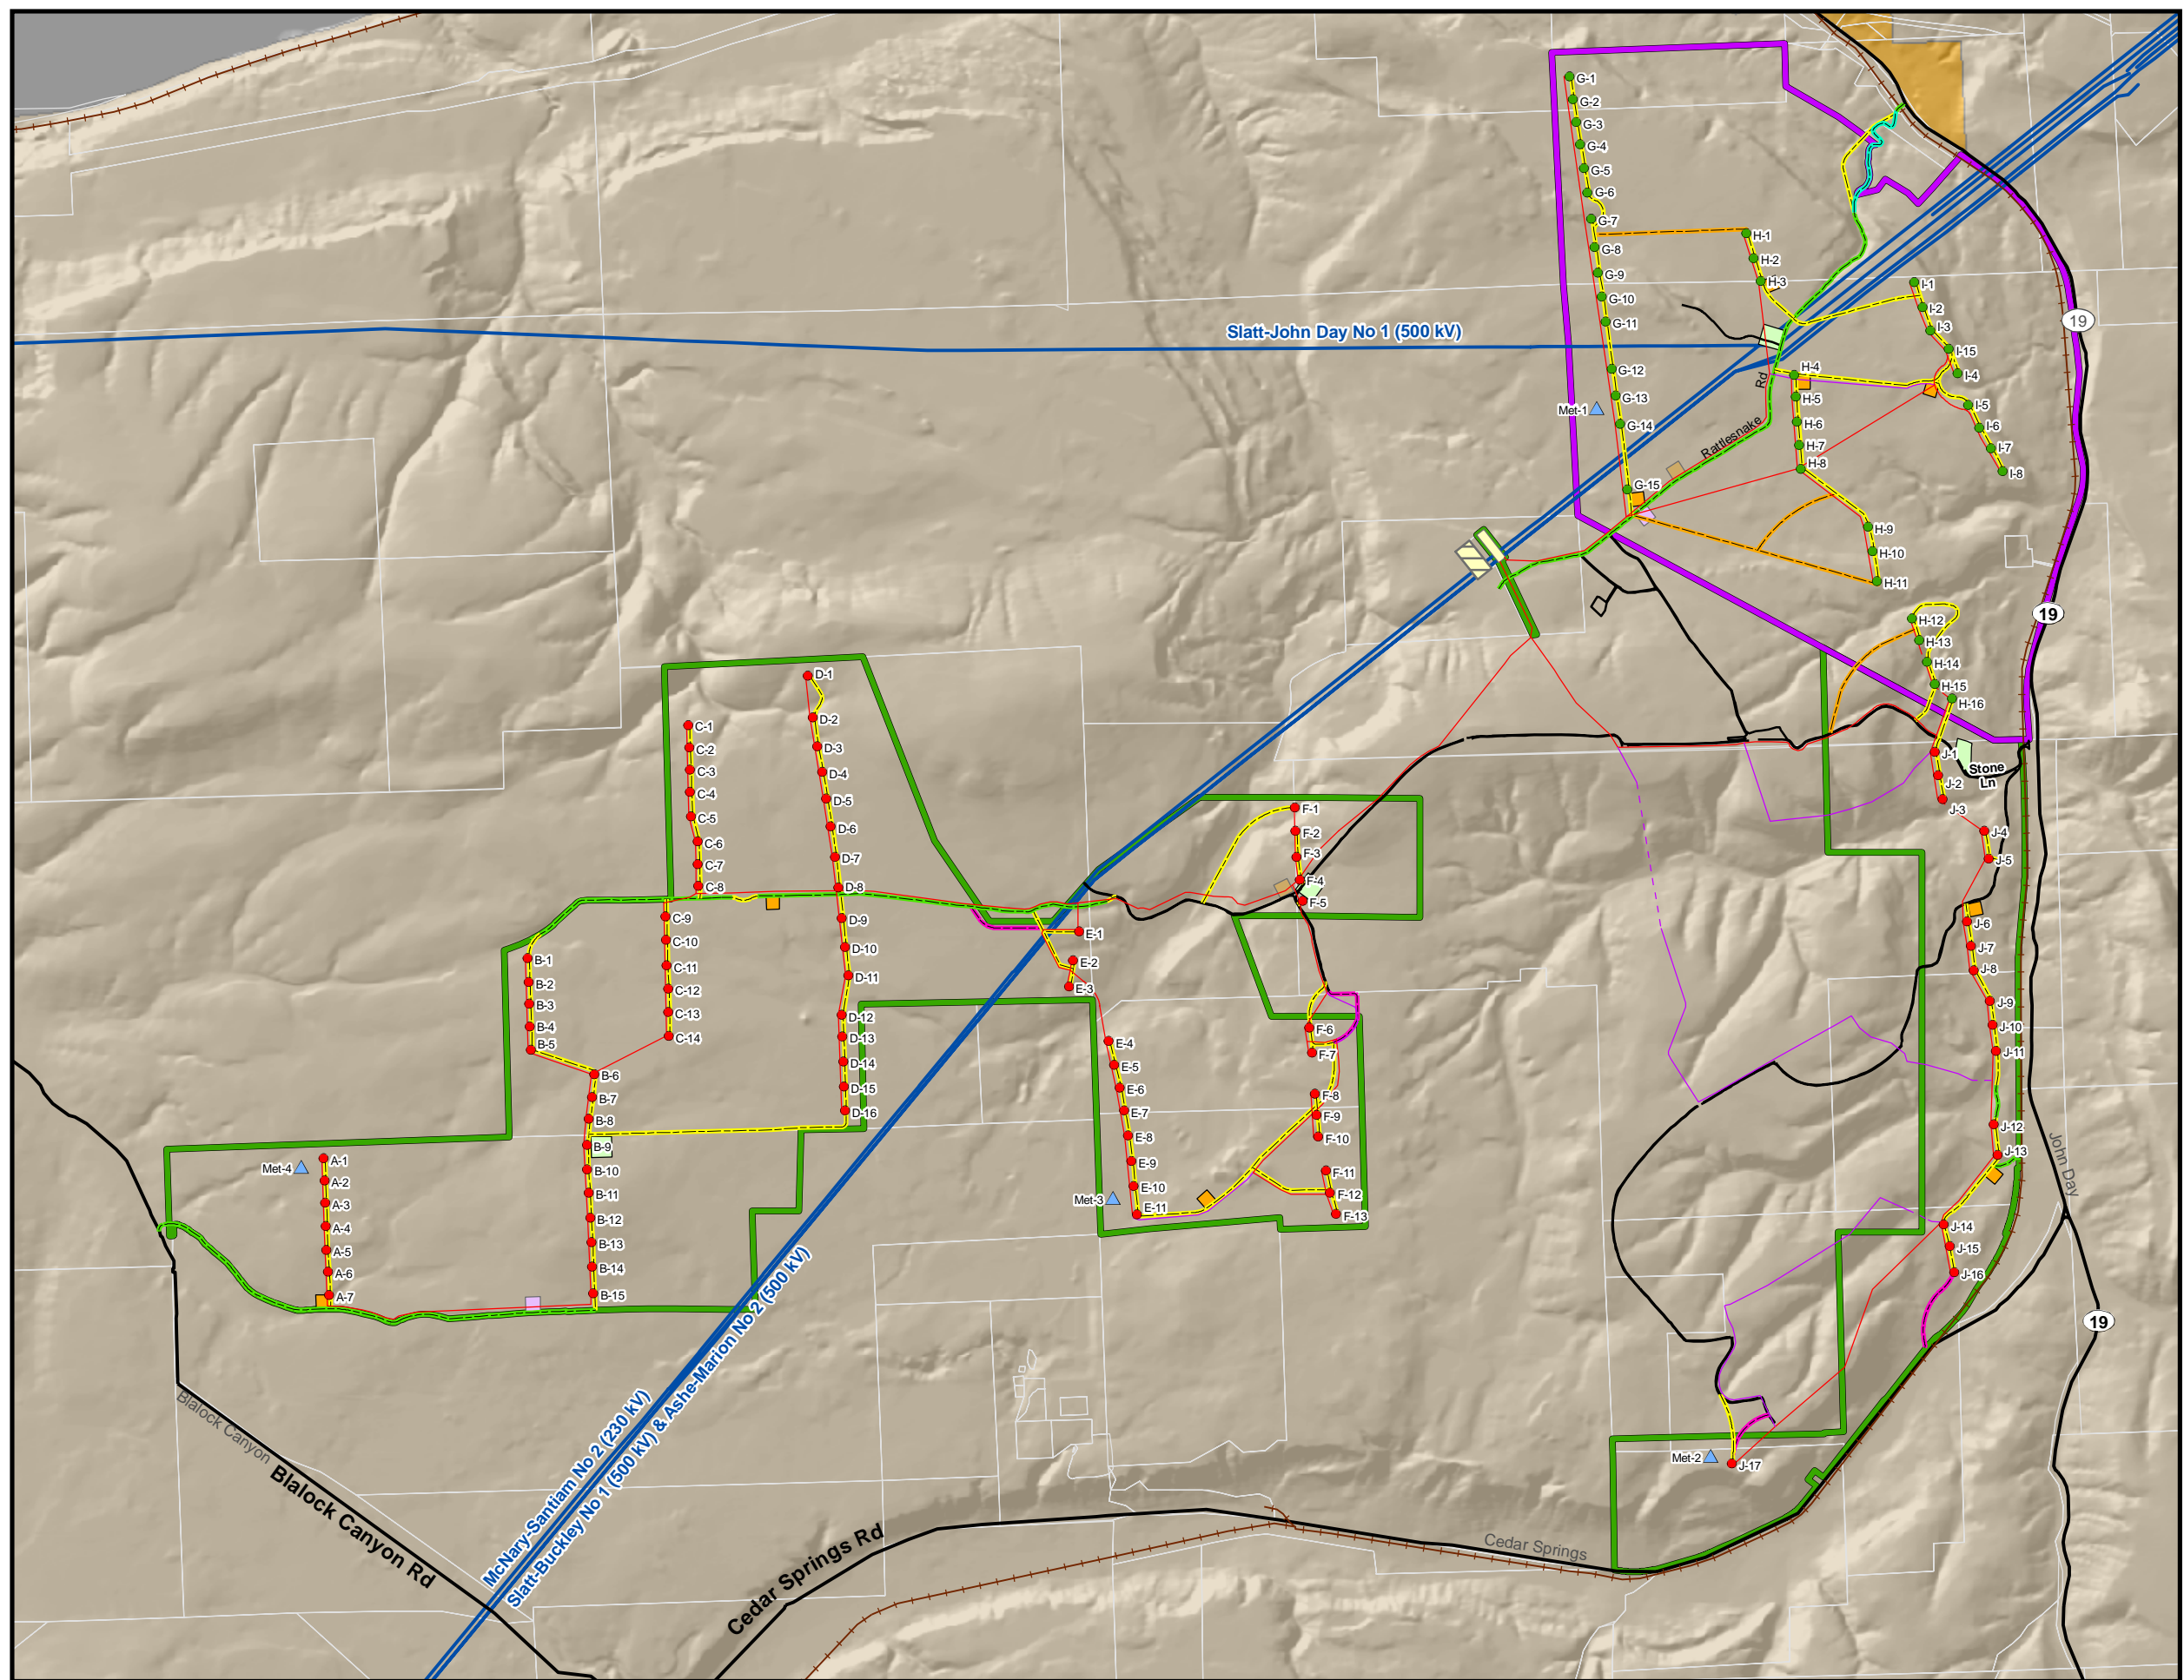 G-1
G-2
G-3
G-4
G-5
G-6
G-7
G-8
G-9
G-10
G-11
G-12
G-13
G-14
G-15
H-1
H-2
H-3
I-1
I-2
I-3
I-15
I-4
I-5
I-6
I-7
I-8
19
Slatt-John Day No 1 (500 kV)
Met-1
Rattlesnake
Rd
H-4
H-5
H-6
H-7
H-8
H-9
H-10
H-11
H-12
H-13
H-14
H-15
H-16
19
J-1
J-2
J-3
Stone
Ln
J-4
J-5
J-6
J-7
J-8
J-9
J-10
J-11
J-12
J-13
J-14
J-15
J-16
J-17
Met-2
John Day
19
D-1
D-2
D-3
D-4
D-5
D-6
D-7
D-8
D-9
D-10
D-11
D-12
D-13
D-14
D-15
D-16
C-1
C-2
C-3
C-4
C-5
C-6
C-7
C-8
C-9
C-10
C-11
C-12
C-13
C-14
B-1
B-2
B-3
B-4
B-5
B-6
B-7
B-8
B-9
B-10
B-11
B-12
B-13
B-14
B-15
Met-4
A-1
A-2
A-3
A-4
A-5
A-6
A-7
E-1
E-2
E-3
E-4
E-5
E-6
E-7
E-8
E-9
E-10
E-11
Met-3
F-1
F-2
F-3
F-4
F-5
F-6
F-7
F-8
F-9
F-10
F-11
F-12
F-13
McNary-Santiam No 2 (230 kV)
Slatt-Buckley No 1 (500 kV) & Ashe-Marion No 2 (500 kV)
Blalock Canyon
Blalock Canyon Rd
Cedar Springs Rd
Cedar Springs